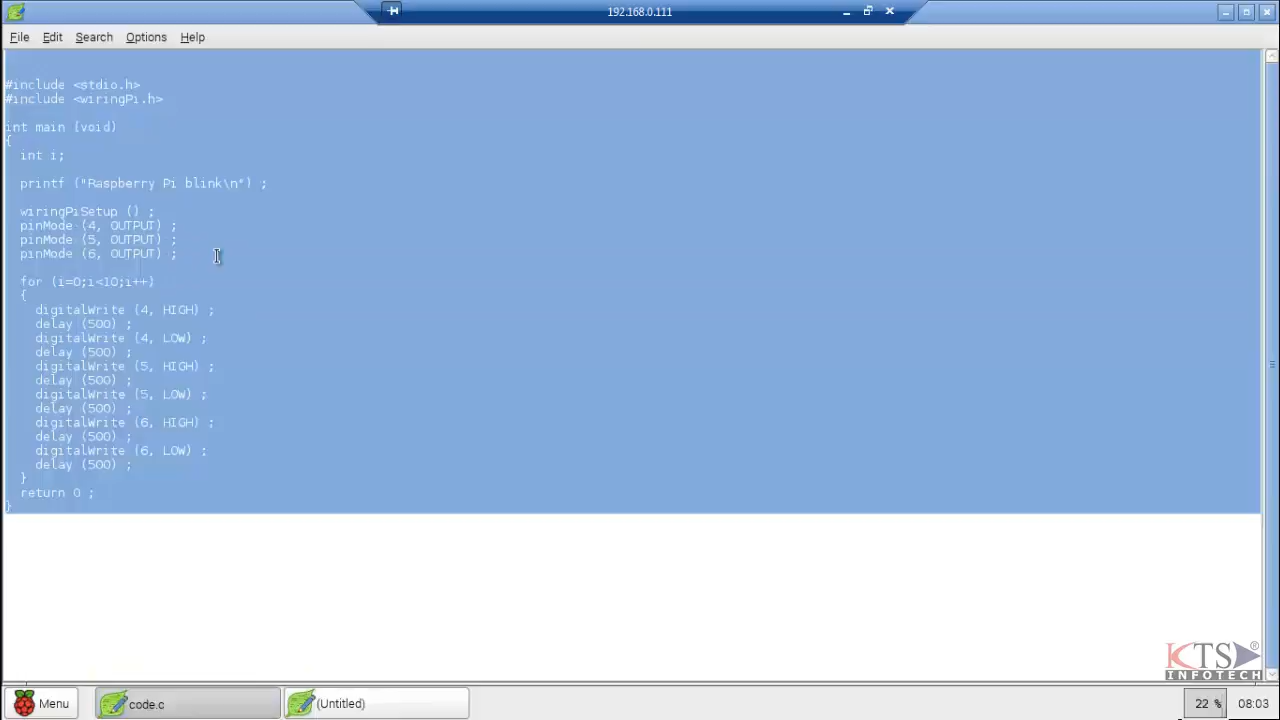 192.168.0.111
File Edit Search Options Help
#include <stdio.h>
#include <wiringPi.h>
int main (void)
{
int i;
printf ("Raspberry Pi blink\n") ;
wiringPiSetup () ;
pinMode (4, OUTPUT) ;
pinMode (5, OUTPUT) ;
pinMode (6, OUTPUT) ;
for (i=0;i<10;i++)
{
digitalWrite (4, HIGH) ;
delay (500) ;
digitalWrite (4, LOW) ;
delay (500) ;
digitalWrite (5, HIGH) ;
delay (500) ;
digitalWrite (5, LOW) ;
delay (500) ;
digitalWrite (6, HIGH) ;
delay (500) ;
digitalWrite (6, LOW) ;
delay (500) ;
}
return 0 ;
}
KTS ®
INFOTECH
Menu code.c (Untitled) 22 % 08:03